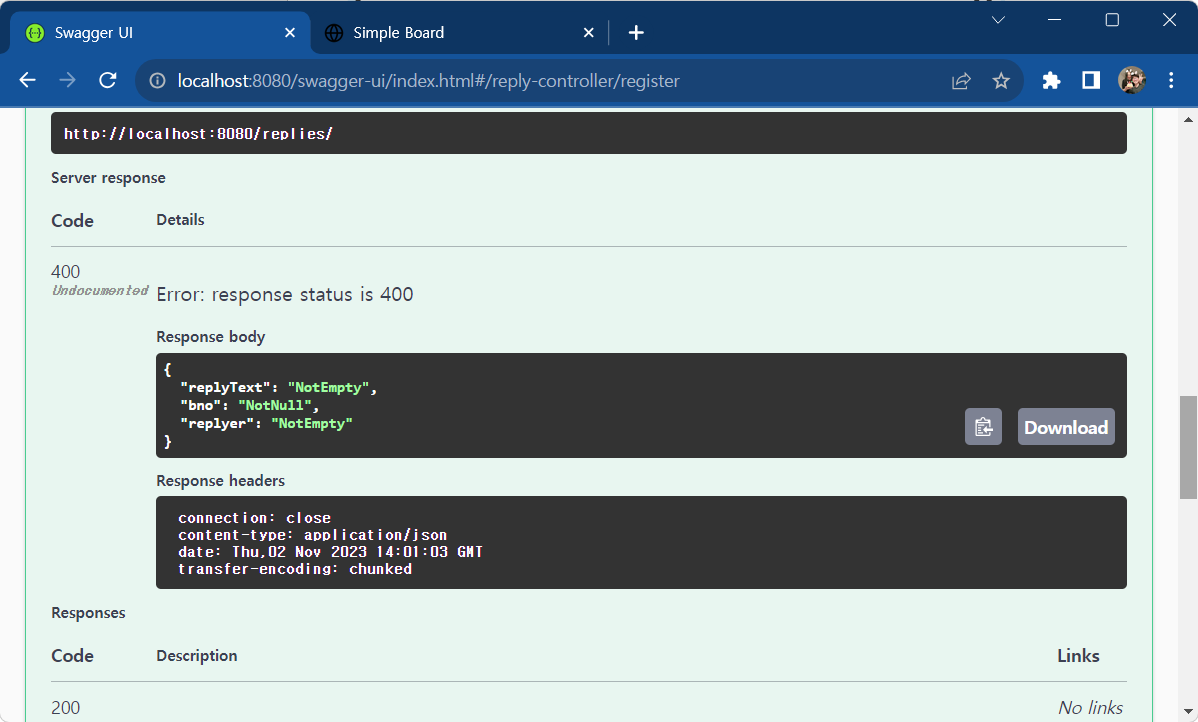 Swagger UI
Simple Board
localhost:8080/swagger-ui/index.html#/reply-controller/register
http://localhost:8080/replies/
Server response
Code Details
400
Undocumented
Error: response status is 400
Response body
{
"replyText": "NotEmpty",
"bno": "NotNull",
"replyer": "NotEmpty"
}
Download
Response headers
connection: close
content-type: application/json
date: Thu,02 Nov 2023 14:01:03 GMT
transfer-encoding: chunked
Responses
Code Description Links
200 No links